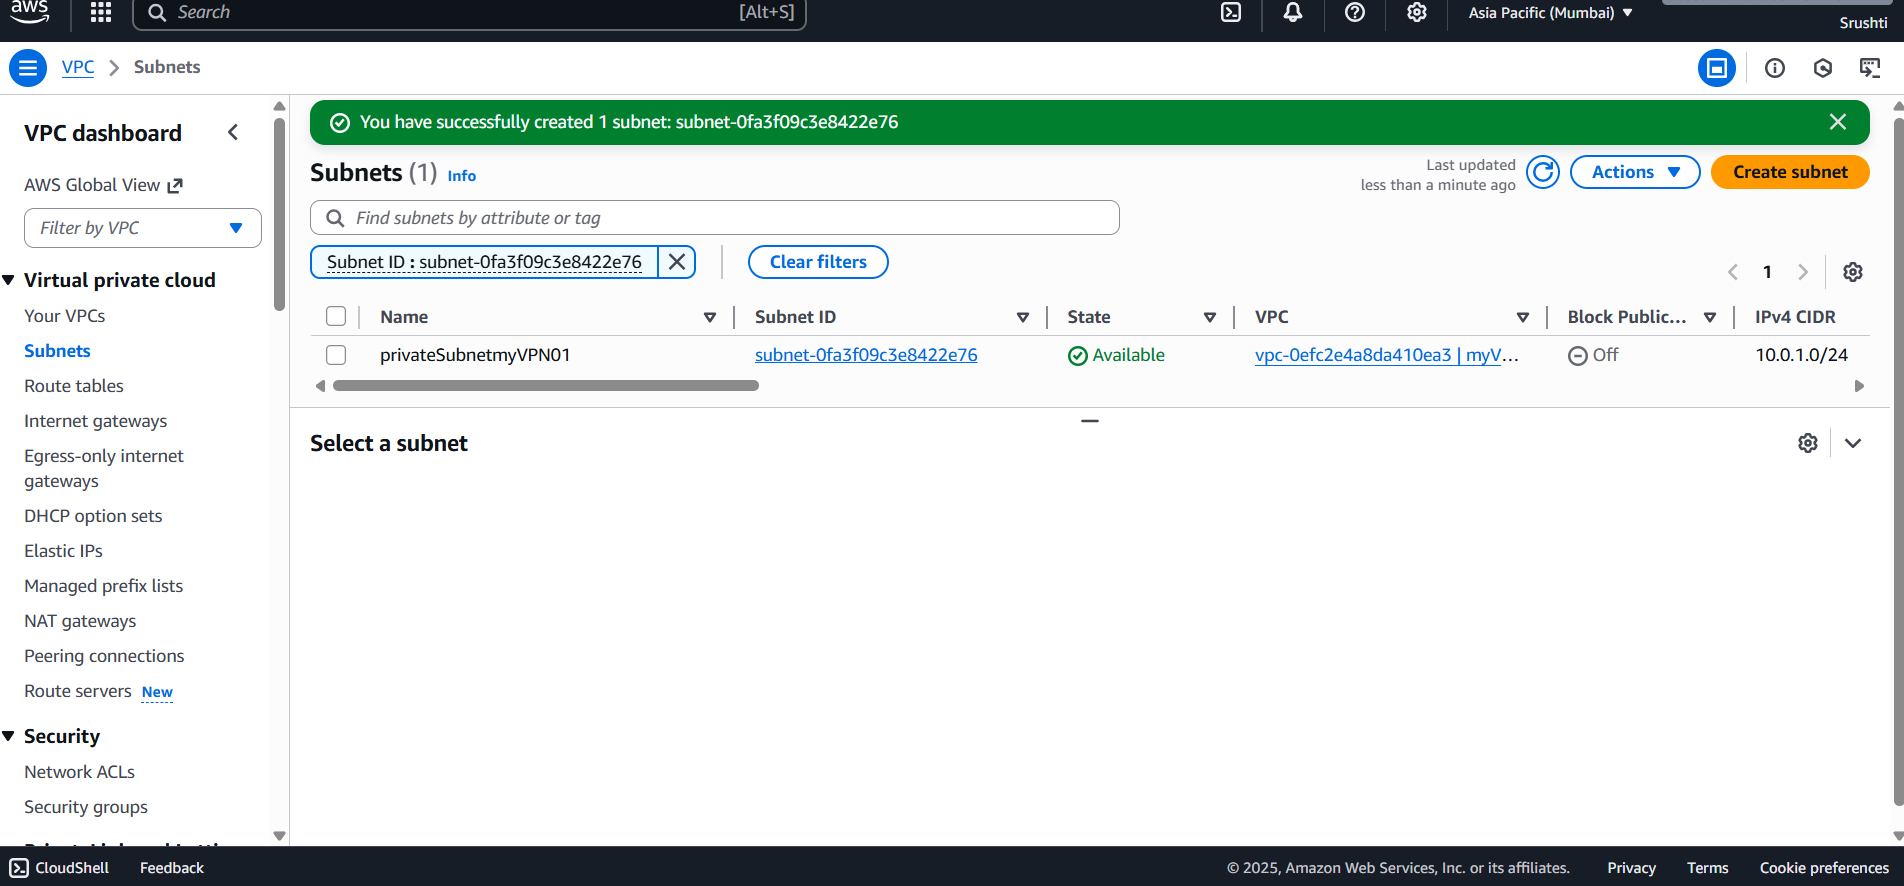 aws
Search [Alt+S]
Asia Pacific (Mumbai)
Srushti
VPC > Subnets
VPC dashboard
AWS Global View
Filter by VPC
Virtual private cloud
Your VPCs
Subnets
Route tables
Internet gateways
Egress-only internet
gateways
DHCP option sets
Elastic IPs
Managed prefix lists
NAT gateways
Peering connections
Route servers New
Security
Network ACLs
Security groups
You have successfully created 1 subnet: subnet-0fa3f09c3e8422e76
Subnets (1) Info
Last updated
less than a minute ago
Actions
Create subnet
Find subnets by attribute or tag
Subnet ID : subnet-0fa3f09c3e8422e76
Clear filters
1
Name Subnet ID State VPC Block Public... IPv4 CIDR
privateSubnetmyVPN01 subnet-0fa3f09c3e8422e76 Available vpc-0efc2e4a8da410ea3 | myV... Off 10.0.1.0/24
Select a subnet
CloudShell Feedback © 2025, Amazon Web Services, Inc. or its affiliates. Privacy Terms Cookie preferences